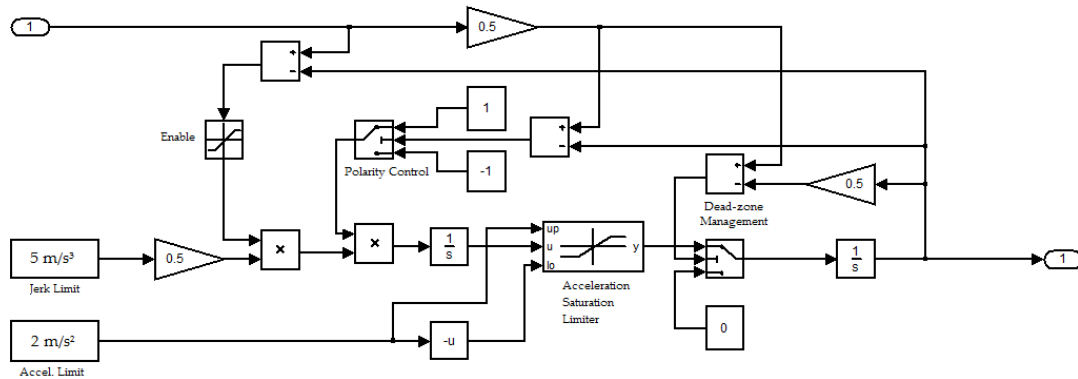 1
0.5
+
−
Enable
1
-1
Polarity Control
+
−
+
−
0.5
Dead-zone
Management
5 m/s³
Jerk Limit
0.5
×
×
1
s
up
u
lo
y
Acceleration
Saturation
Limiter
1
s
1
0
2 m/s²
Accel. Limit
-u